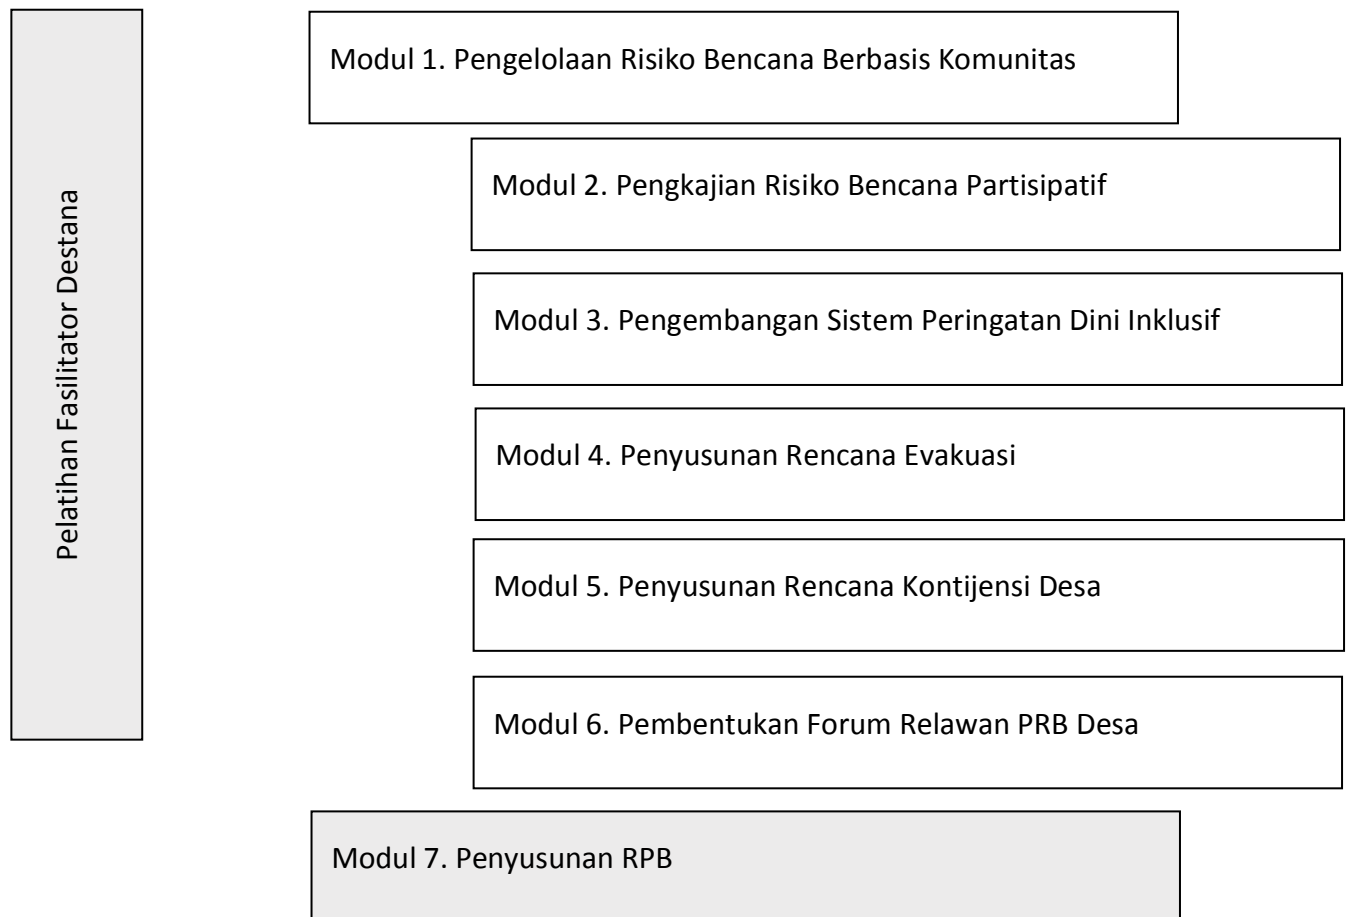 Pelatihan Fasilitator Destana
Modul 1. Pengelolaan Risiko Bencana Berbasis Komunitas
Modul 2. Pengkajian Risiko Bencana Partisipatif
Modul 3. Pengembangan Sistem Peringatan Dini Inklusif
Modul 4. Penyusunan Rencana Evakuasi
Modul 5. Penyusunan Rencana Kontijensi Desa
Modul 6. Pembentukan Forum Relawan PRB Desa
Modul 7. Penyusunan RPB